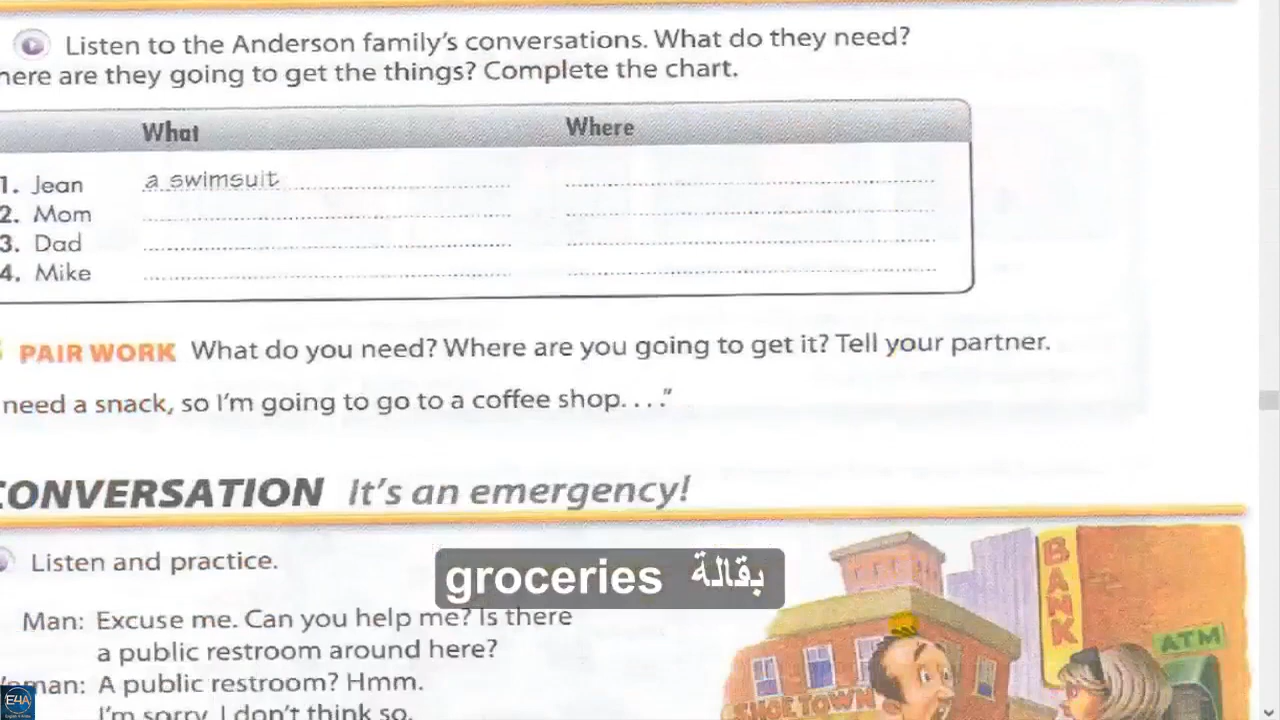 Listen to the Anderson family's conversations. What do they need?
here are they going to get the things? Complete the chart.
What Where
1. Jean a swimsuit
2. Mom
3. Dad
4. Mike
PAIR WORK What do you need? Where are you going to get it? Tell your partner.
need a snack, so I'm going to go to a coffee shop. . . ."
CONVERSATION It's an emergency!
Listen and practice.
groceries بقالة
Man: Excuse me. Can you help me? Is there
a public restroom around here?
oman: A public restroom? Hmm.
I'm sorry, I don't think so.
BANK
ATM
SHOE TOWN
E4A